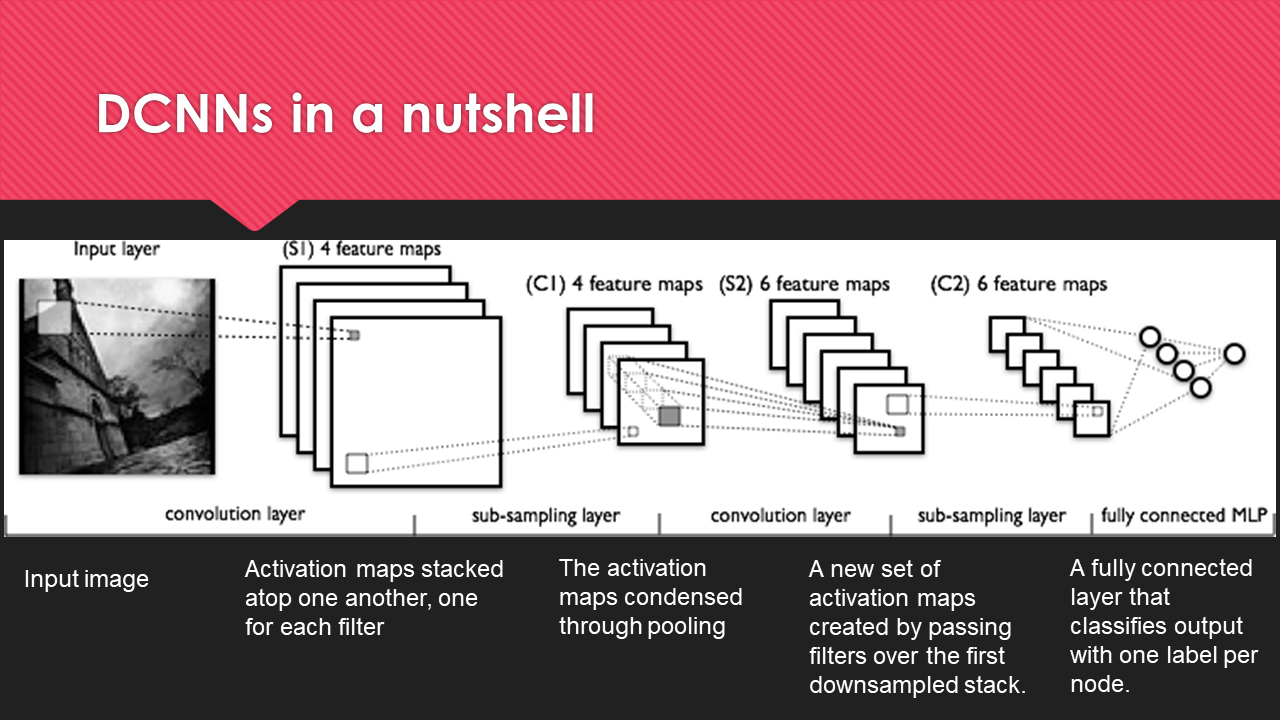 DCNNs in a nutshell
Input layer
(S1) 4 feature maps
(C1) 4 feature maps
(S2) 6 feature maps
(C2) 6 feature maps
convolution layer
sub-sampling layer
convolution layer
sub-sampling layer
fully connected MLP
Input image
Activation maps stacked
atop one another, one
for each filter
The activation
maps condensed
through pooling
A new set of
activation maps
created by passing
filters over the first
downsampled stack.
A fully connected
layer that
classifies output
with one label per
node.